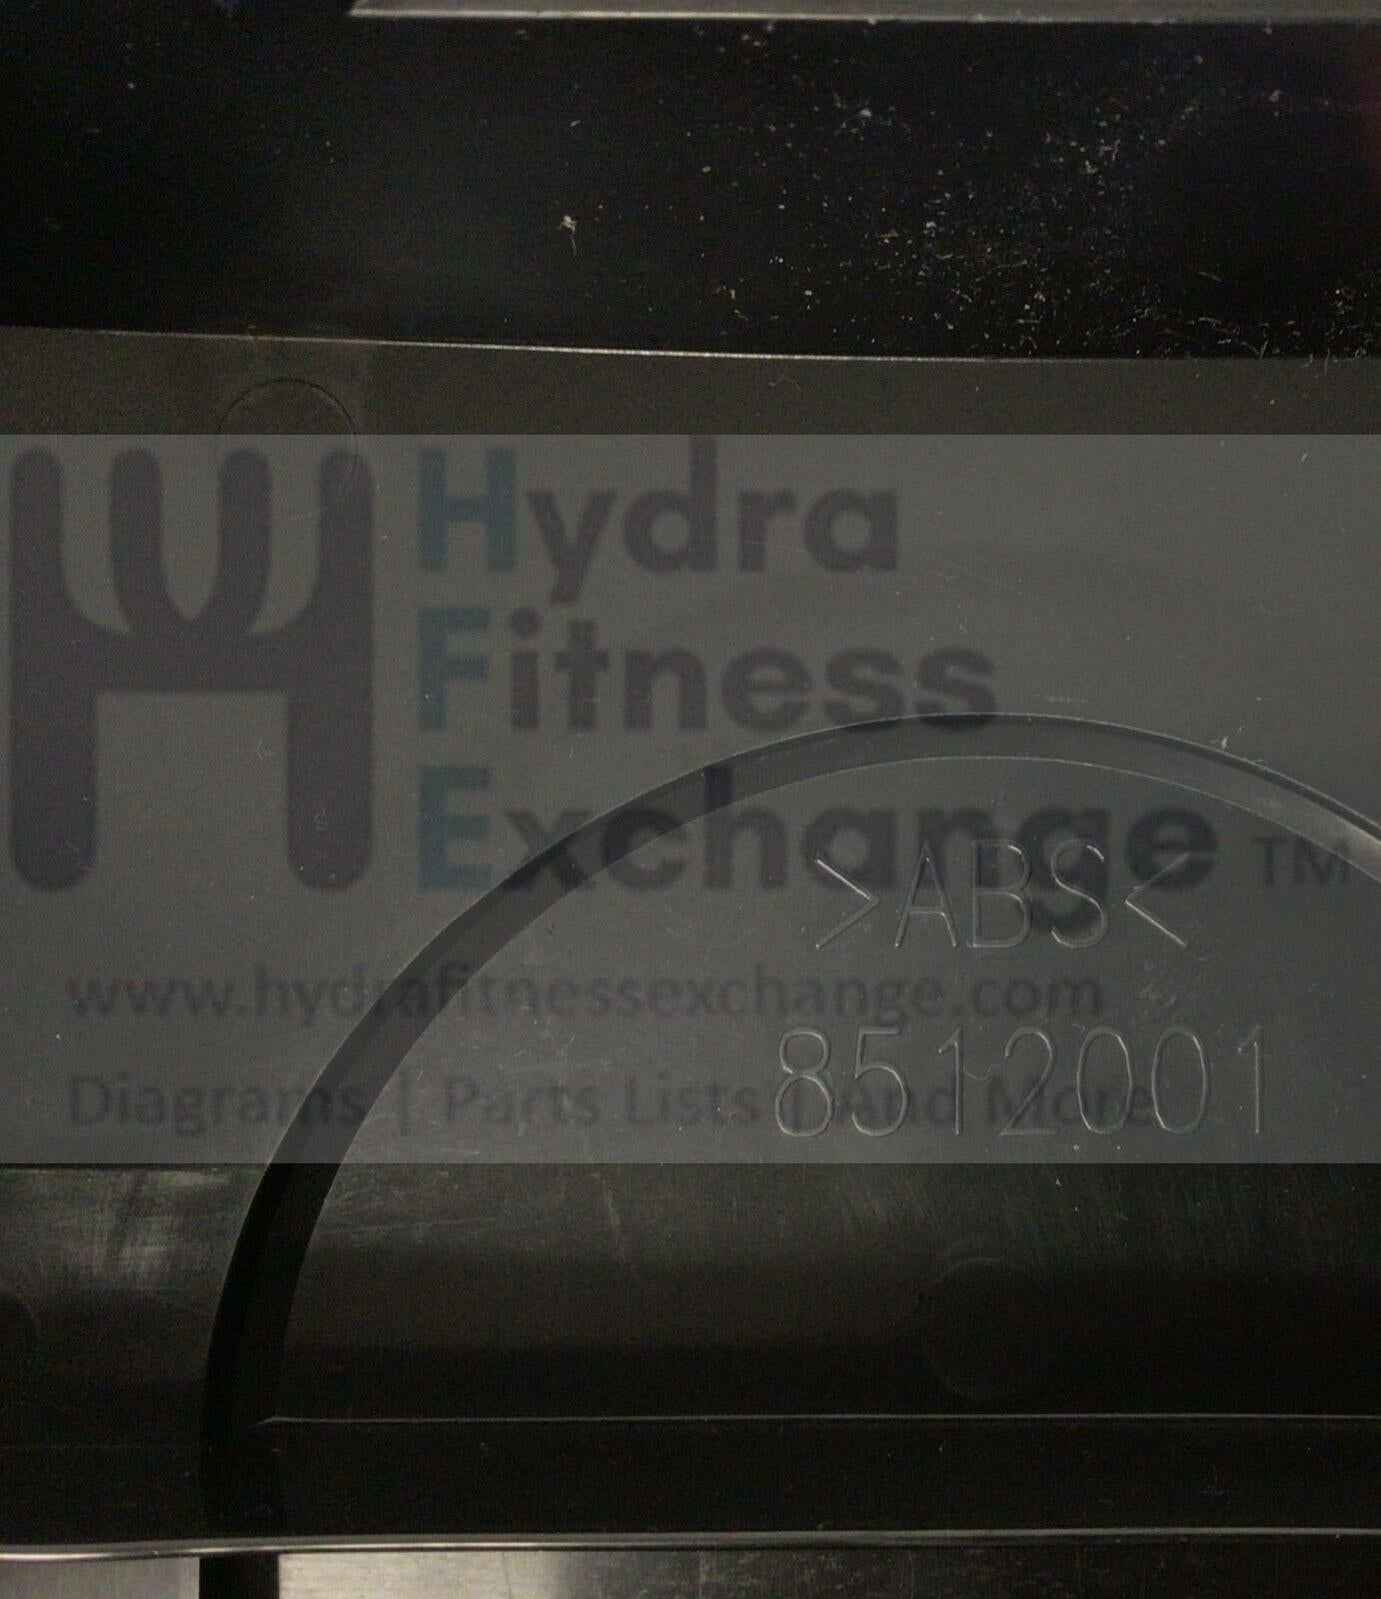 Hydra
Fitness
Exchange ™
>ABS<
www.hydrafitnessexchange.com
8512001
Diagrams | Parts Lists | And More